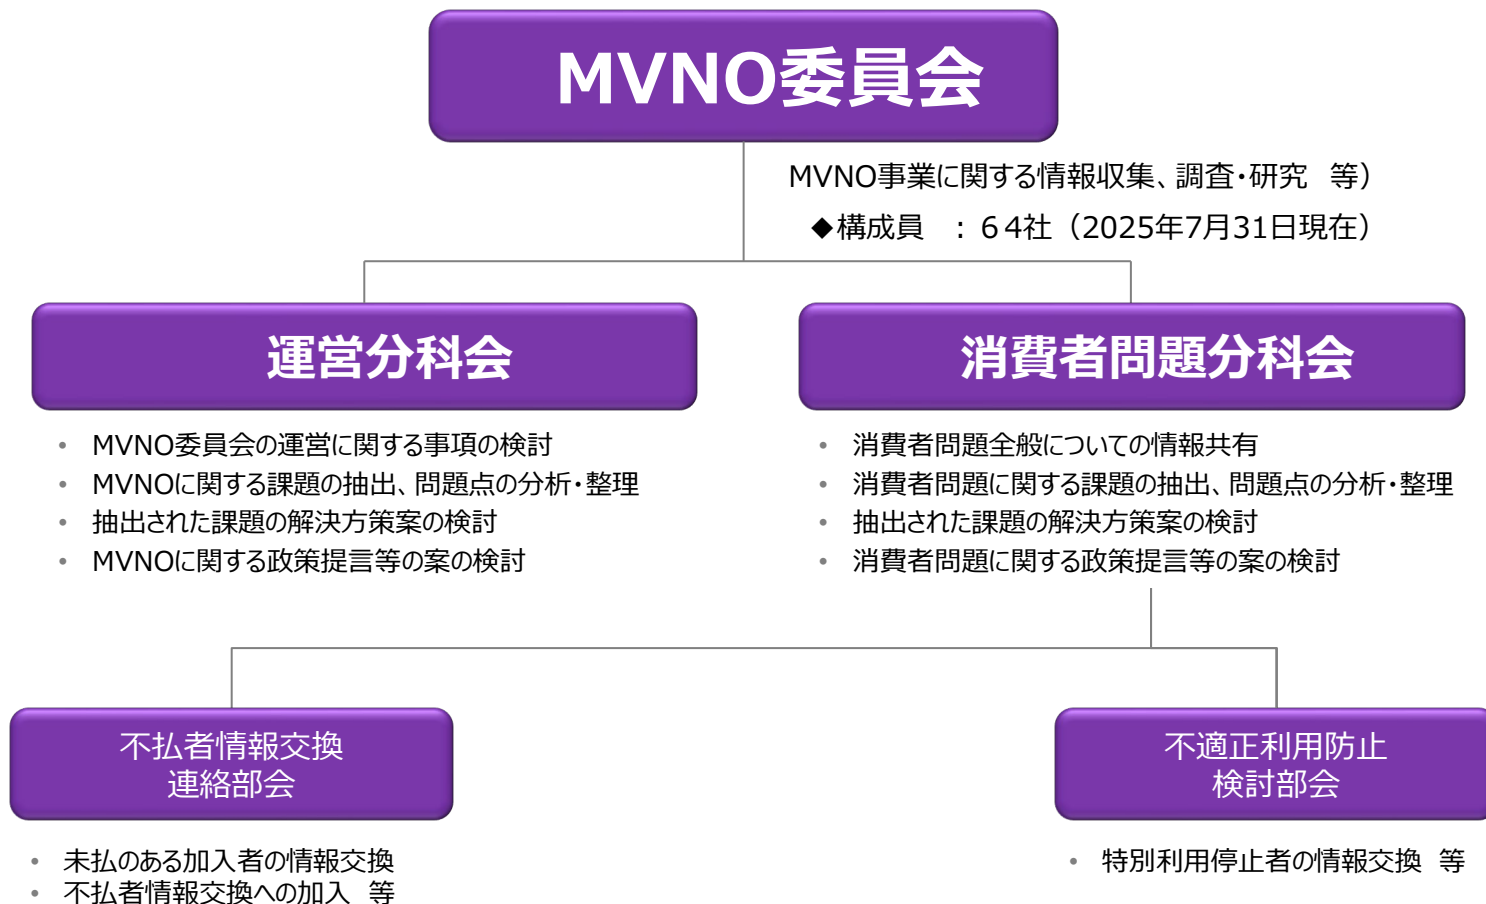 MVNO委員会
MVNO事業に関する情報収集、調査・研究　等）
◆構成員　：６４社（2025年7月31日現在）
運営分科会
・ MVNO委員会の運営に関する事項の検討
・ MVNOに関する課題の抽出、問題点の分析・整理
・ 抽出された課題の解決方策案の検討
・ MVNOに関する政策提言等の案の検討
消費者問題分科会
・ 消費者問題全般についての情報共有
・ 消費者問題に関する課題の抽出、問題点の分析・整理
・ 抽出された課題の解決方策案の検討
・ 消費者問題に関する政策提言等の案の検討
不払者情報交換
連絡部会
・ 未払のある加入者の情報交換
・ 不払者情報交換への加入　等
不適正利用防止
検討部会
・ 特別利用停止者の情報交換　等